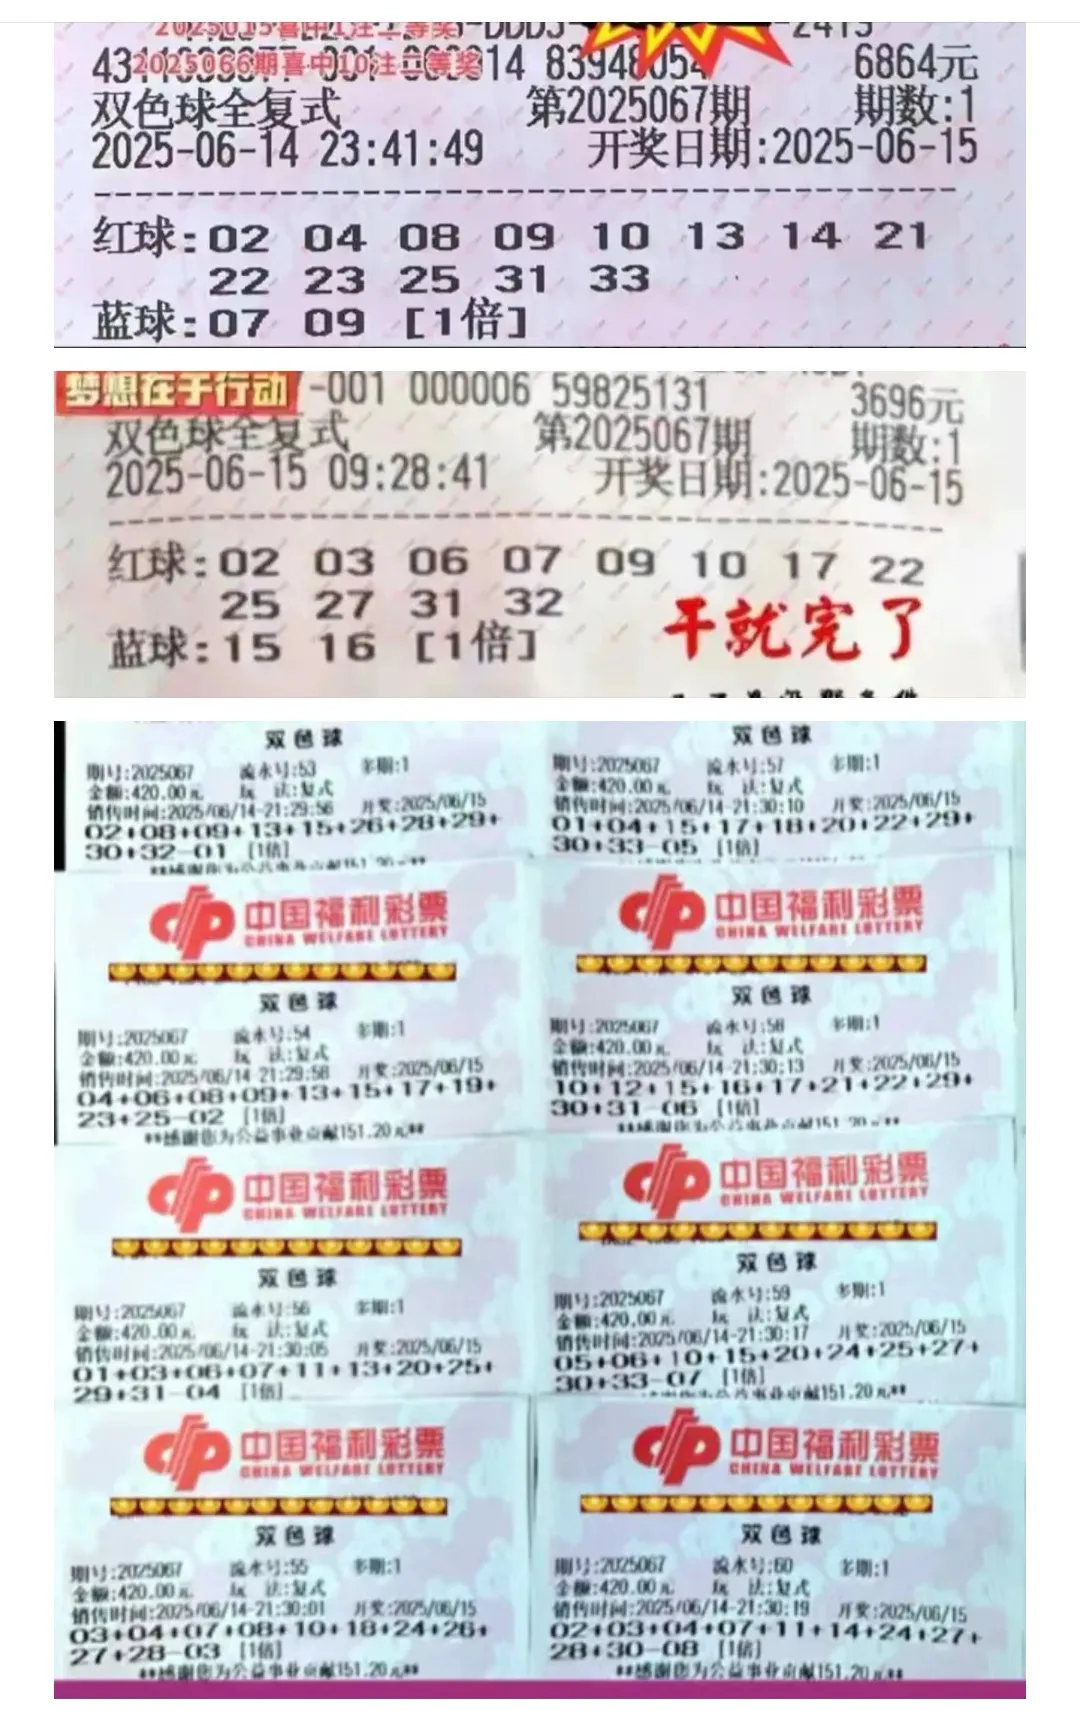 2025066期喜中10注二等奖
83948054 6864元
双色球全复式 第2025067期 期数:1
2025-06-14 23:41:49 开奖日期:2025-06-15
红球:02 04 08 09 10 13 14 21
22 23 25 31 33
蓝球:07 09 [1倍]
梦想在于行动 -001 000006 59825131 3696元
双色球全复式 第2025067期 期数:1
2025-06-15 09:28:41 开奖日期:2025-06-15
红球:02 03 06 07 09 10 17 22
25 27 31 32
蓝球:15 16 [1倍]
干就完了
双色球
期号:2025067 流水号:53 多期:1
金额:420.00元 玩 法:复式
销售时间:2025/06/14-21:29:56 开奖:2025/06/15
02+08+09+13+15+26+28+29+
30+32-01 [1倍]
**感谢您为公益事业贡献151.20元**
双色球
期号:2025067 流水号:57 多期:1
金额:420.00元 玩 法:复式
销售时间:2025/06/14-21:30:10 开奖:2025/06/15
01+04+15+17+18+20+22+29+
30+33-05 [1倍]
中国福利彩票
CHINA WELFARE LOTTERY
双色球
期号:2025067 流水号:54 多期:1
金额:420.00元 玩 法:复式
销售时间:2025/06/14-21:29:58 开奖:2025/06/15
04+06+08+09+13+15+17+19+
23+25-02 [1倍]
**感谢您为公益事业贡献151.20元**
中国福利彩票
CHINA WELFARE LOTTERY
双色球
期号:2025067 流水号:58 多期:1
金额:420.00元 玩 法:复式
销售时间:2025/06/14-21:30:13 开奖:2025/06/15
10+12+15+16+17+21+22+29+
30+31-06 [1倍]
**感谢您为公益事业贡献151.20元**
中国福利彩票
CHINA WELFARE LOTTERY
双色球
期号:2025067 流水号:56 多期:1
金额:420.00元 玩 法:复式
销售时间:2025/06/14-21:30:05 开奖:2025/06/15
01+03+06+07+11+13+20+25+
29+31-04 [1倍]
中国福利彩票
CHINA WELFARE LOTTERY
双色球
期号:2025067 流水号:59 多期:1
金额:420.00元 玩 法:复式
销售时间:2025/06/14-21:30:17 开奖:2025/06/15
05+06+10+15+20+24+25+27+
30+33-07 [1倍]
感谢您为公益事业贡献151.20元**
中国福利彩票
CHINA WELFARE LOTTERY
双色球
期号:2025067 流水号:55 多期:1
金额:420.00元 玩 法:复式
销售时间:2025/06/14-21:30:01 开奖:2025/06/15
03+04+07+08+10+18+24+26+
27+28-03 [1倍]
**感谢您为公益事业贡献151.20元**
中国福利彩票
CHINA WELFARE LOTTERY
双色球
期号:2025067 流水号:60 多期:1
金额:420.00元 玩 法:复式
销售时间:2025/06/14-21:30:19 开奖:2025/06/15
02+03+04+07+11+14+24+27+
28+30-08 [1倍]
**感谢您为公益事业贡献151.20元**